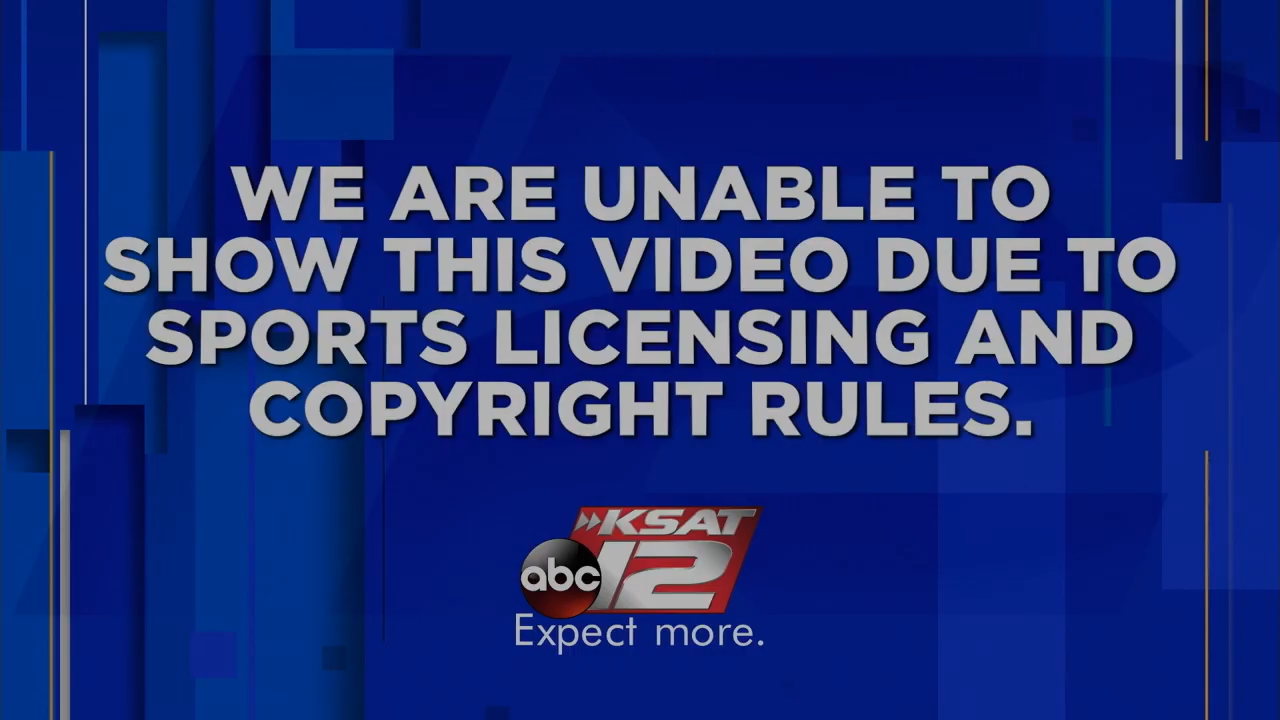 WE ARE UNABLE TO
SHOW THIS VIDEO DUE TO
SPORTS LICENSING AND
COPYRIGHT RULES.
KSAT
abc 12
Expect more.